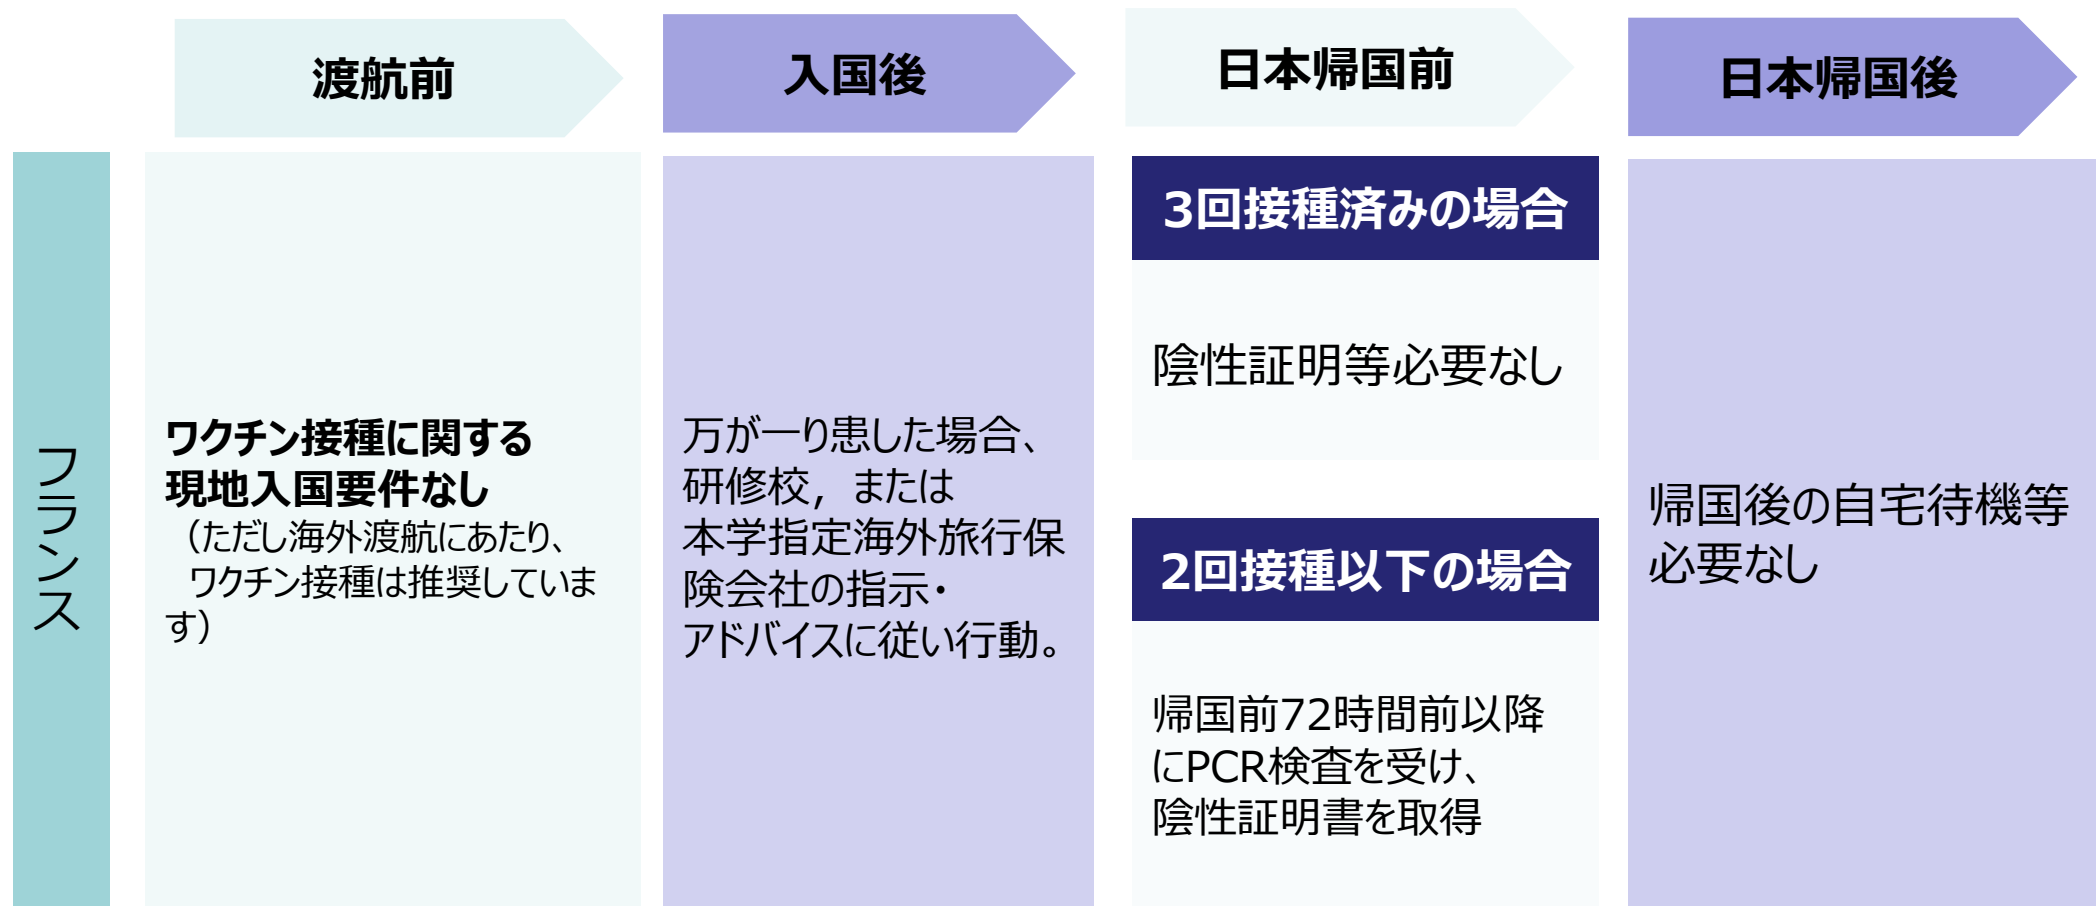 渡航前
入国後
日本帰国前
日本帰国後
フランス
ワクチン接種に関する
現地入国要件なし
（ただし海外渡航にあたり、
ワクチン接種は推奨していま
す）
万が一り患した場合、
研修校，または
本学指定海外旅行保
険会社の指示・
アドバイスに従い行動。
3回接種済みの場合
陰性証明等必要なし
2回接種以下の場合
帰国前72時間前以降
にPCR検査を受け、
陰性証明書を取得
帰国後の自宅待機等
必要なし